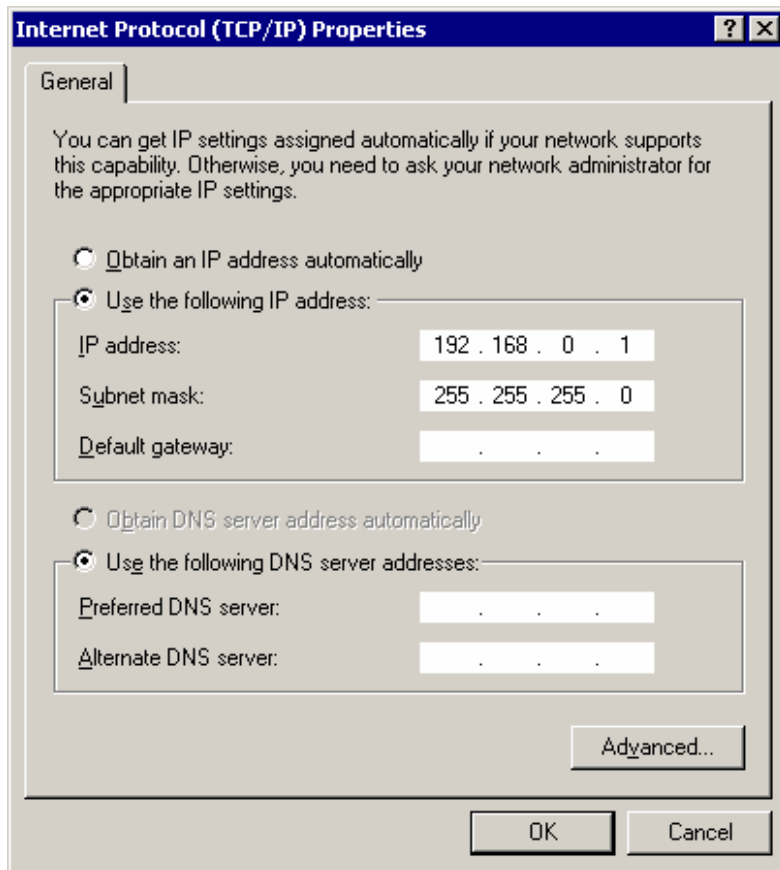 Internet Protocol (TCP/IP) Properties
General
You can get IP settings assigned automatically if your network supports
this capability. Otherwise, you need to ask your network administrator for
the appropriate IP settings.
Obtain an IP address automatically
Use the following IP address:
IP address: 192 . 168 . 0 . 1
Subnet mask: 255 . 255 . 255 . 0
Default gateway: . . .
Obtain DNS server address automatically
Use the following DNS server addresses:
Preferred DNS server: . . .
Alternate DNS server: . . .
Advanced...
OK Cancel